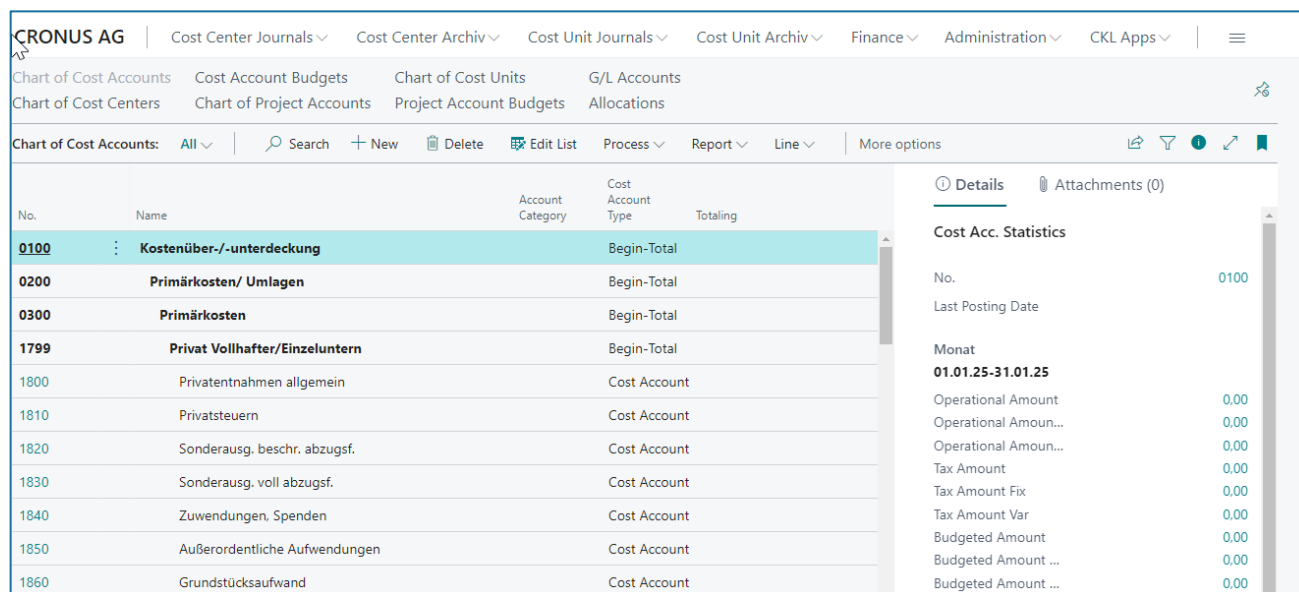 CRONUS AG Cost Center Journals Cost Center Archiv Cost Unit Journals Cost Unit Archiv Finance Administration CKL Apps
Chart of Cost Accounts Cost Account Budgets Chart of Cost Units G/L Accounts
Chart of Cost Centers Chart of Project Accounts Project Account Budgets Allocations
Chart of Cost Accounts: All Search New Delete Edit List Process Report Line More options
No. Name Account Category Cost Account Type Totaling
0100 Kostenüber-/-unterdeckung Begin-Total
0200 Primärkosten/ Umlagen Begin-Total
0300 Primärkosten Begin-Total
1799 Privat Vollhafter/Einzeluntern Begin-Total
1800 Privatentnahmen allgemein Cost Account
1810 Privatsteuern Cost Account
1820 Sonderausg. beschr. abzugsf. Cost Account
1830 Sonderausg. voll abzugsf. Cost Account
1840 Zuwendungen, Spenden Cost Account
1850 Außerordentliche Aufwendungen Cost Account
1860 Grundstücksaufwand Cost Account
Details Attachments (0)
Cost Acc. Statistics
No. 0100
Last Posting Date
Monat
01.01.25-31.01.25
Operational Amount 0,00
Operational Amoun... 0,00
Operational Amoun... 0,00
Tax Amount 0,00
Tax Amount Fix 0,00
Tax Amount Var 0,00
Budgeted Amount 0,00
Budgeted Amount ... 0,00
Budgeted Amount ... 0,00